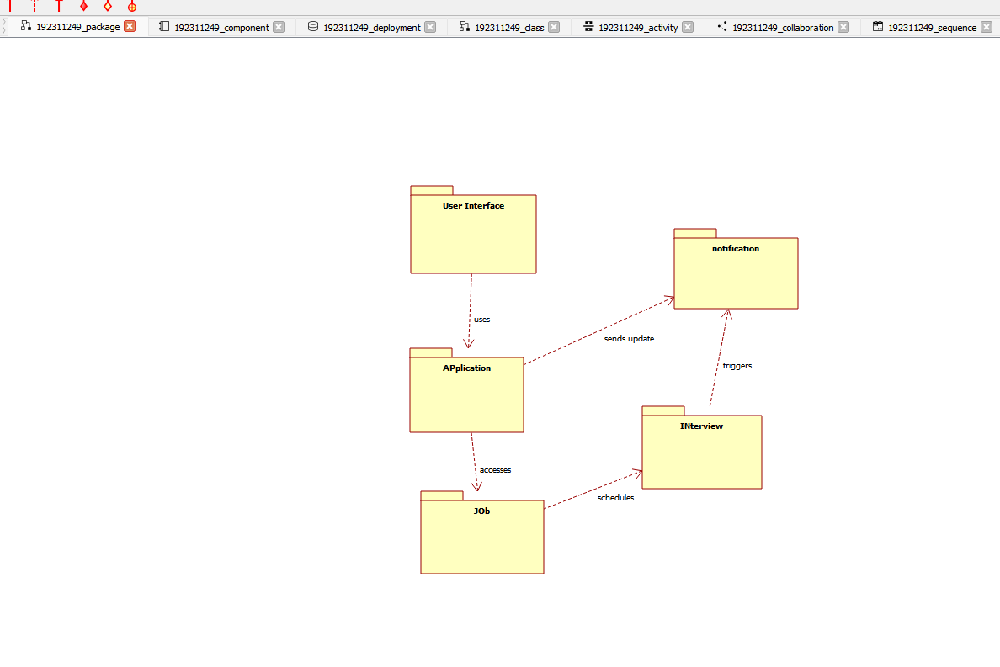 192311249_package
192311249_component
192311249_deployment
192311249_class
192311249_activity
192311249_collaboration
192311249_sequence
User Interface
notification
uses
sends update
APplication
triggers
INterview
accesses
schedules
JOb